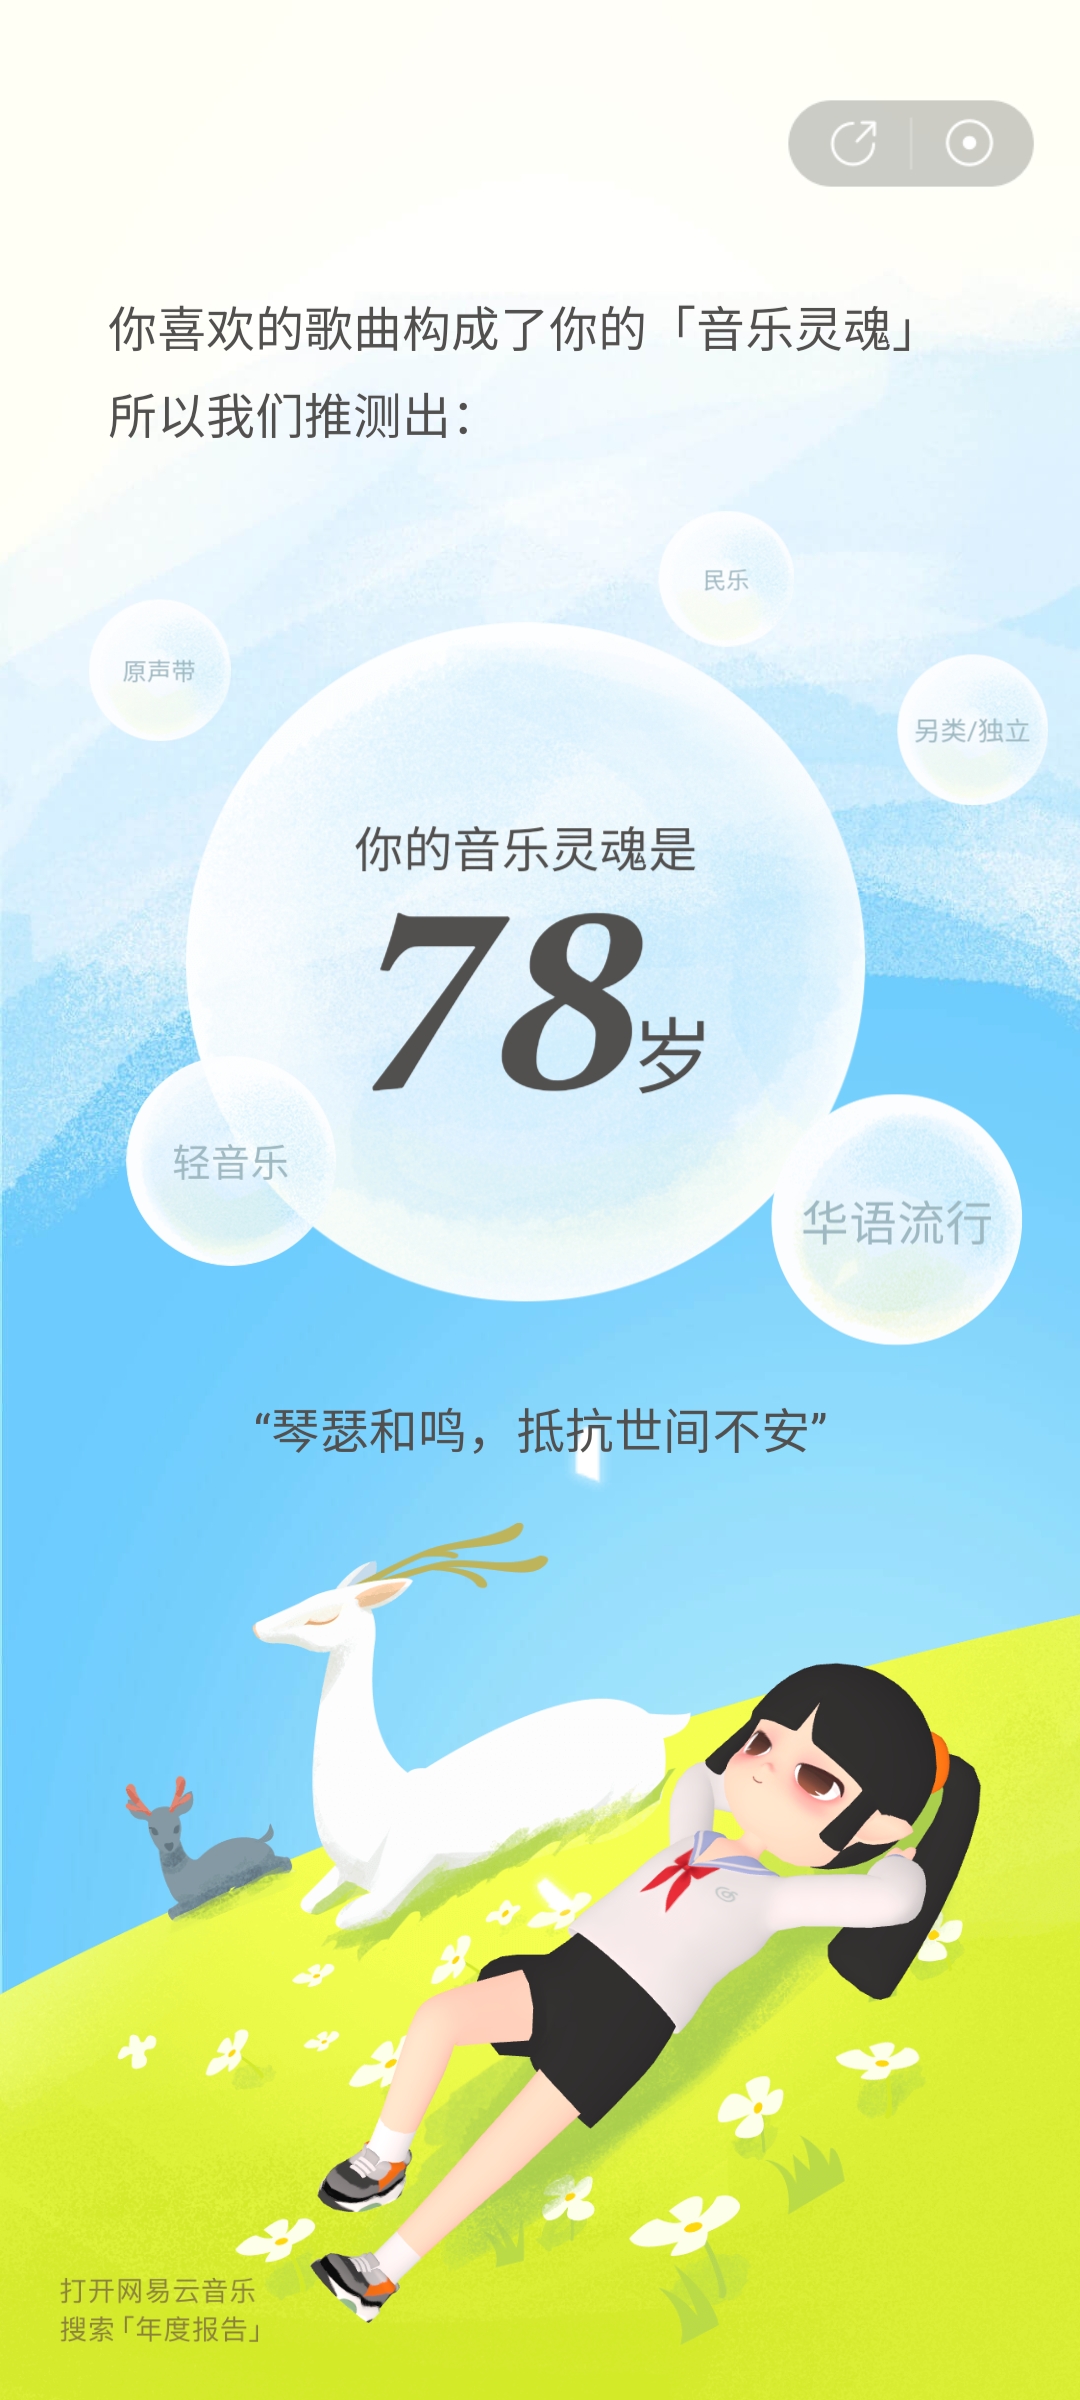 你喜欢的歌曲构成了你的「音乐灵魂」
所以我们推测出：
民乐
原声带
另类/独立
你的音乐灵魂是
78岁
轻音乐
华语流行
“琴瑟和鸣，抵抗世间不安”
打开网易云音乐
搜索「年度报告」